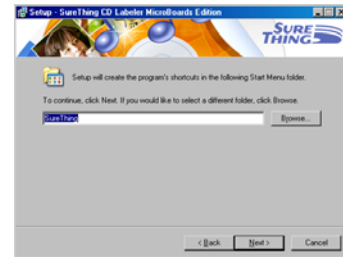 Setup - SureThing CD Labeler MicroBoards Edition
SURE
THING
Setup will create the program's shortcuts in the following Start Menu folder.
To continue, click Next. If you would like to select a different folder, click Browse.
SureThing
Browse...
< Back
Next >
Cancel